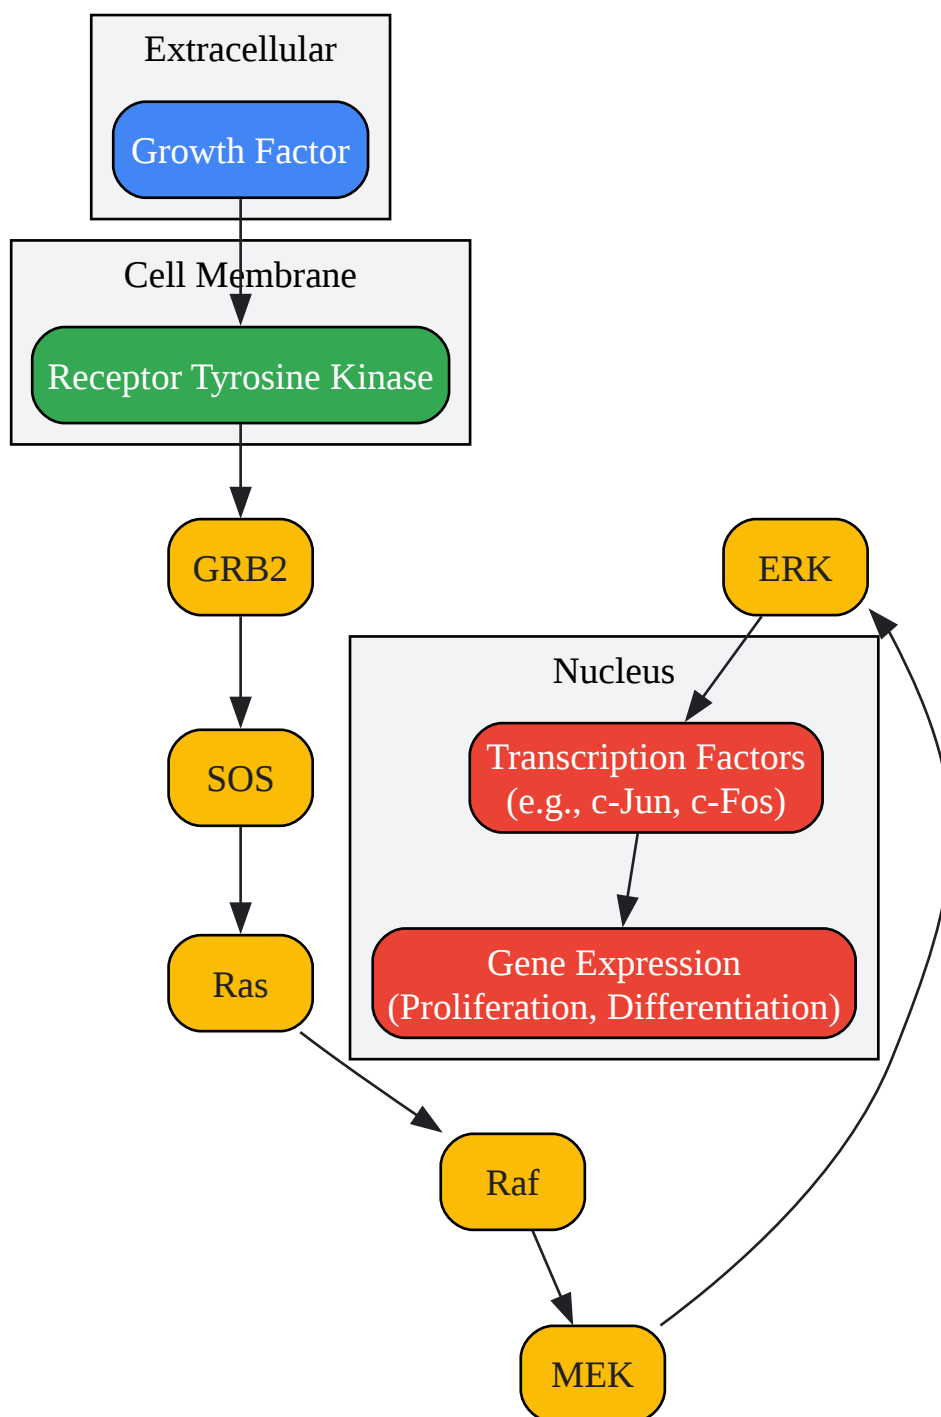 Extracellular
Growth Factor
Cell Membrane
Receptor Tyrosine Kinase
GRB2
ERK
Nucleus
Transcription Factors
(e.g., c-Jun, c-Fos)
SOS
Gene Expression
(Proliferation, Differentiation)
Ras
Raf
MEK